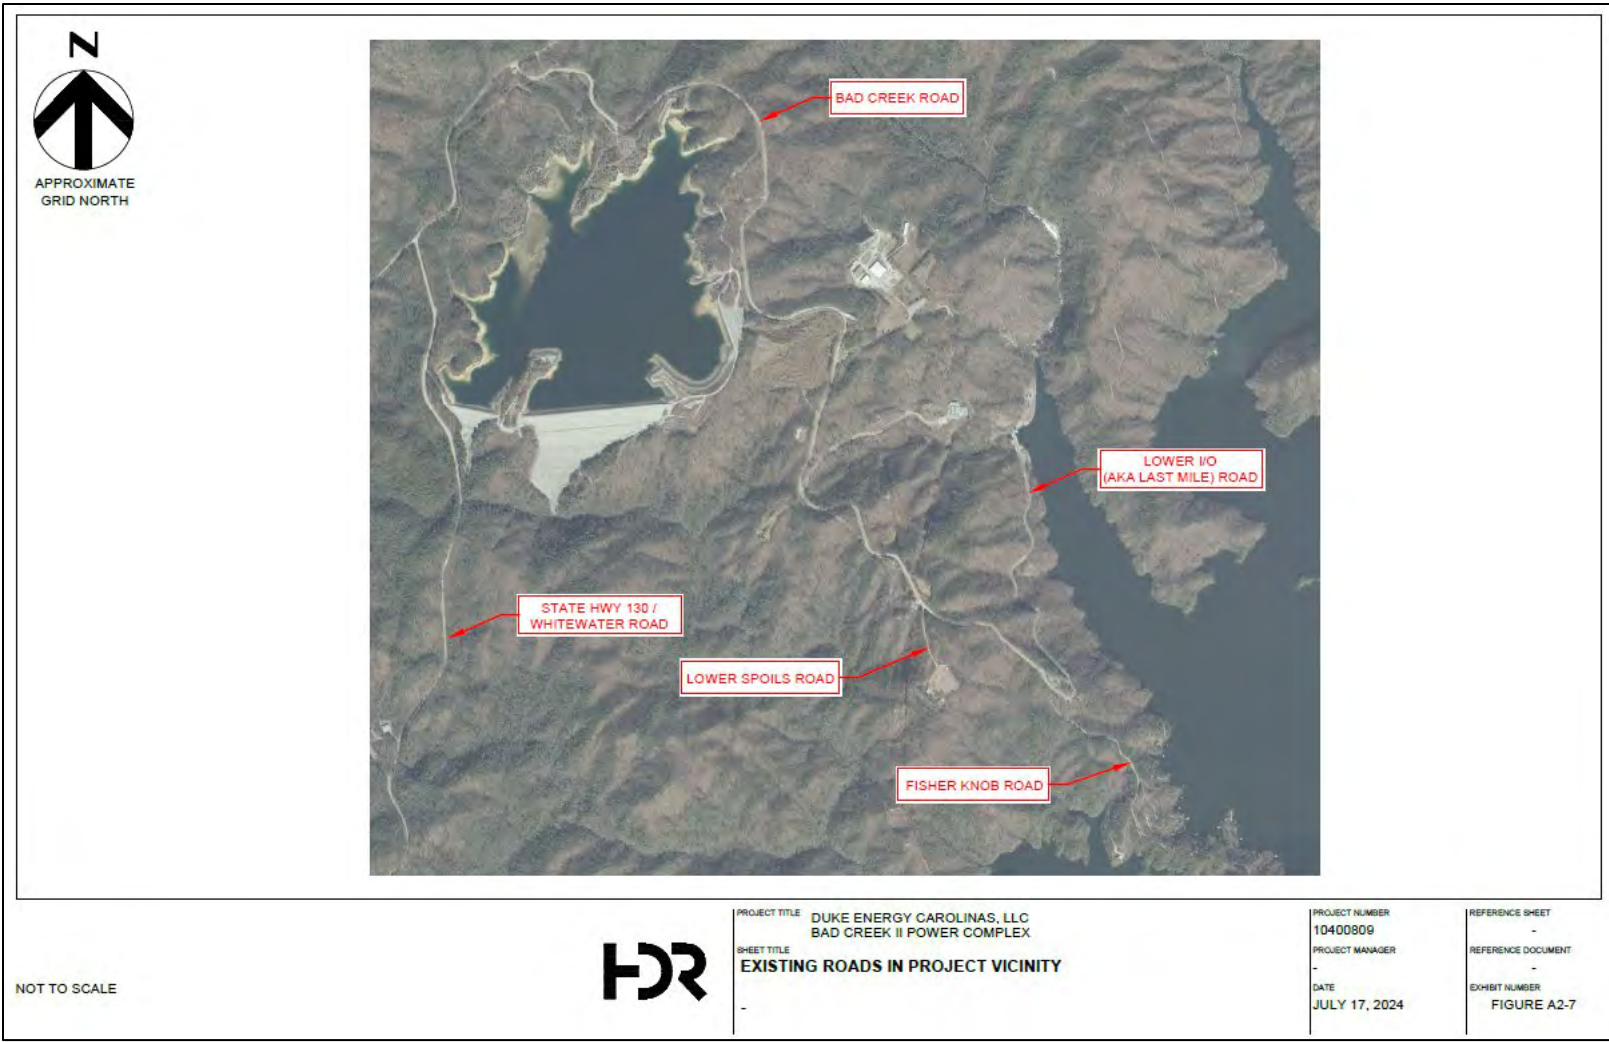 N
APPROXIMATE
GRID NORTH
BAD CREEK ROAD
LOWER I/O
(AKA LAST MILE) ROAD
STATE HWY 130 /
WHITEWATER ROAD
LOWER SPOILS ROAD
FISHER KNOB ROAD
NOT TO SCALE
HDR
PROJECT TITLE
DUKE ENERGY CAROLINAS, LLC
BAD CREEK II POWER COMPLEX
SHEET TITLE
EXISTING ROADS IN PROJECT VICINITY
-
PROJECT NUMBER
10400809
PROJECT MANAGER
-
DATE
JULY 17, 2024
REFERENCE SHEET
-
REFERENCE DOCUMENT
-
EXHIBIT NUMBER
FIGURE A2-7